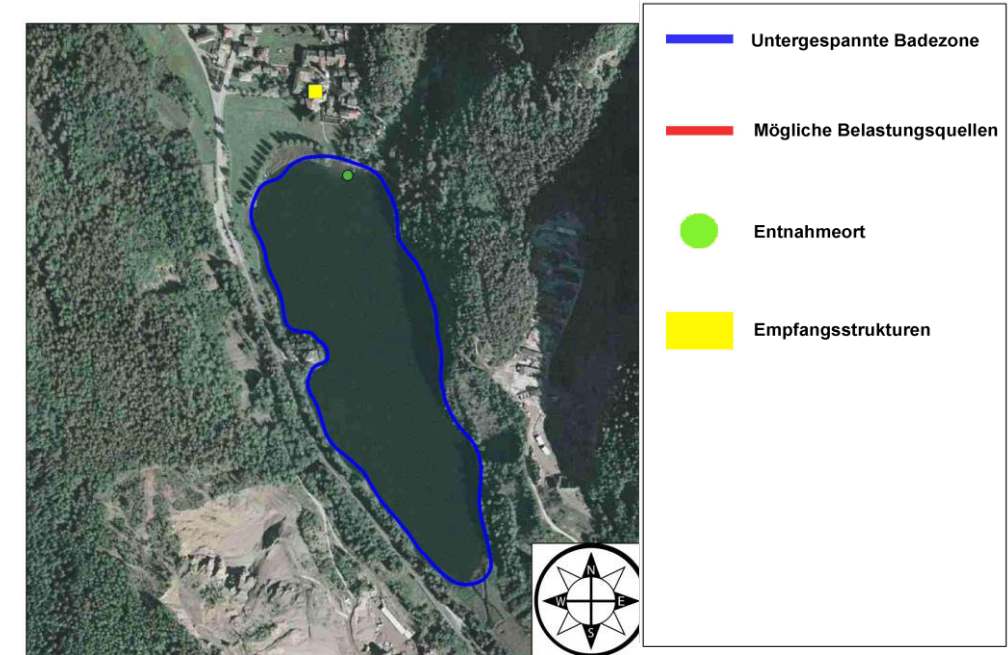 Untergespannte Badezone
Mögliche Belastungsquellen
Entnahmeort
Empfangsstrukturen
N
W E
S